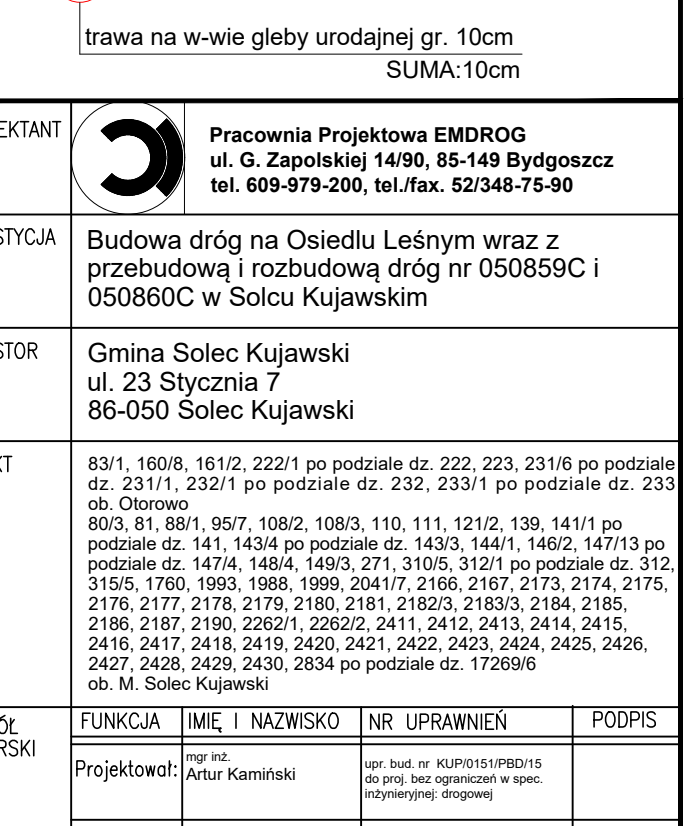 trawa na w-wie gleby urodajnej gr. 10cm
SUMA:10cm
EKTANT
Pracownia Projektowa EMDROG
ul. G. Zapolskiej 14/90, 85-149 Bydgoszcz
tel. 609-979-200, tel./fax. 52/348-75-90
STYCJA
Budowa dróg na Osiedlu Leśnym wraz z
przebudową i rozbudową dróg nr 050859C i
050860C w Solcu Kujawskim
STOR
Gmina Solec Kujawski
ul. 23 Stycznia 7
86-050 Solec Kujawski
KT
83/1, 160/8, 161/2, 222/1 po podziale dz. 222, 223, 231/6 po podziale
dz. 231/1, 232/1 po podziale dz. 232, 233/1 po podziale dz. 233
ob. Otorowo
80/3, 81, 88/1, 95/7, 108/2, 108/3, 110, 111, 121/2, 139, 141/1 po
podziale dz. 141, 143/4 po podziale dz. 143/3, 144/1, 146/2, 147/13 po
podziale dz. 147/4, 148/4, 149/3, 271, 310/5, 312/1 po podziale dz. 312,
315/5, 1760, 1993, 1988, 1999, 2041/7, 2166, 2167, 2173, 2174, 2175,
2176, 2177, 2178, 2179, 2180, 2181, 2182/3, 2183/3, 2184, 2185,
2186, 2187, 2190, 2262/1, 2262/2, 2411, 2412, 2413, 2414, 2415,
2416, 2417, 2418, 2419, 2420, 2421, 2422, 2423, 2424, 2425, 2426,
2427, 2428, 2429, 2430, 2834 po podziale dz. 17269/6
ob. M. Solec Kujawski
ÓŁ
RSKI
FUNKCJA IMIĘ I NAZWISKO NR UPRAWNIEŃ PODPIS
Projektował:
mgr inż.
Artur Kamiński
upr. bud. nr KUP/0151/PBD/15
do proj. bez ograniczeń w spec.
inżynieryjnej: drogowej